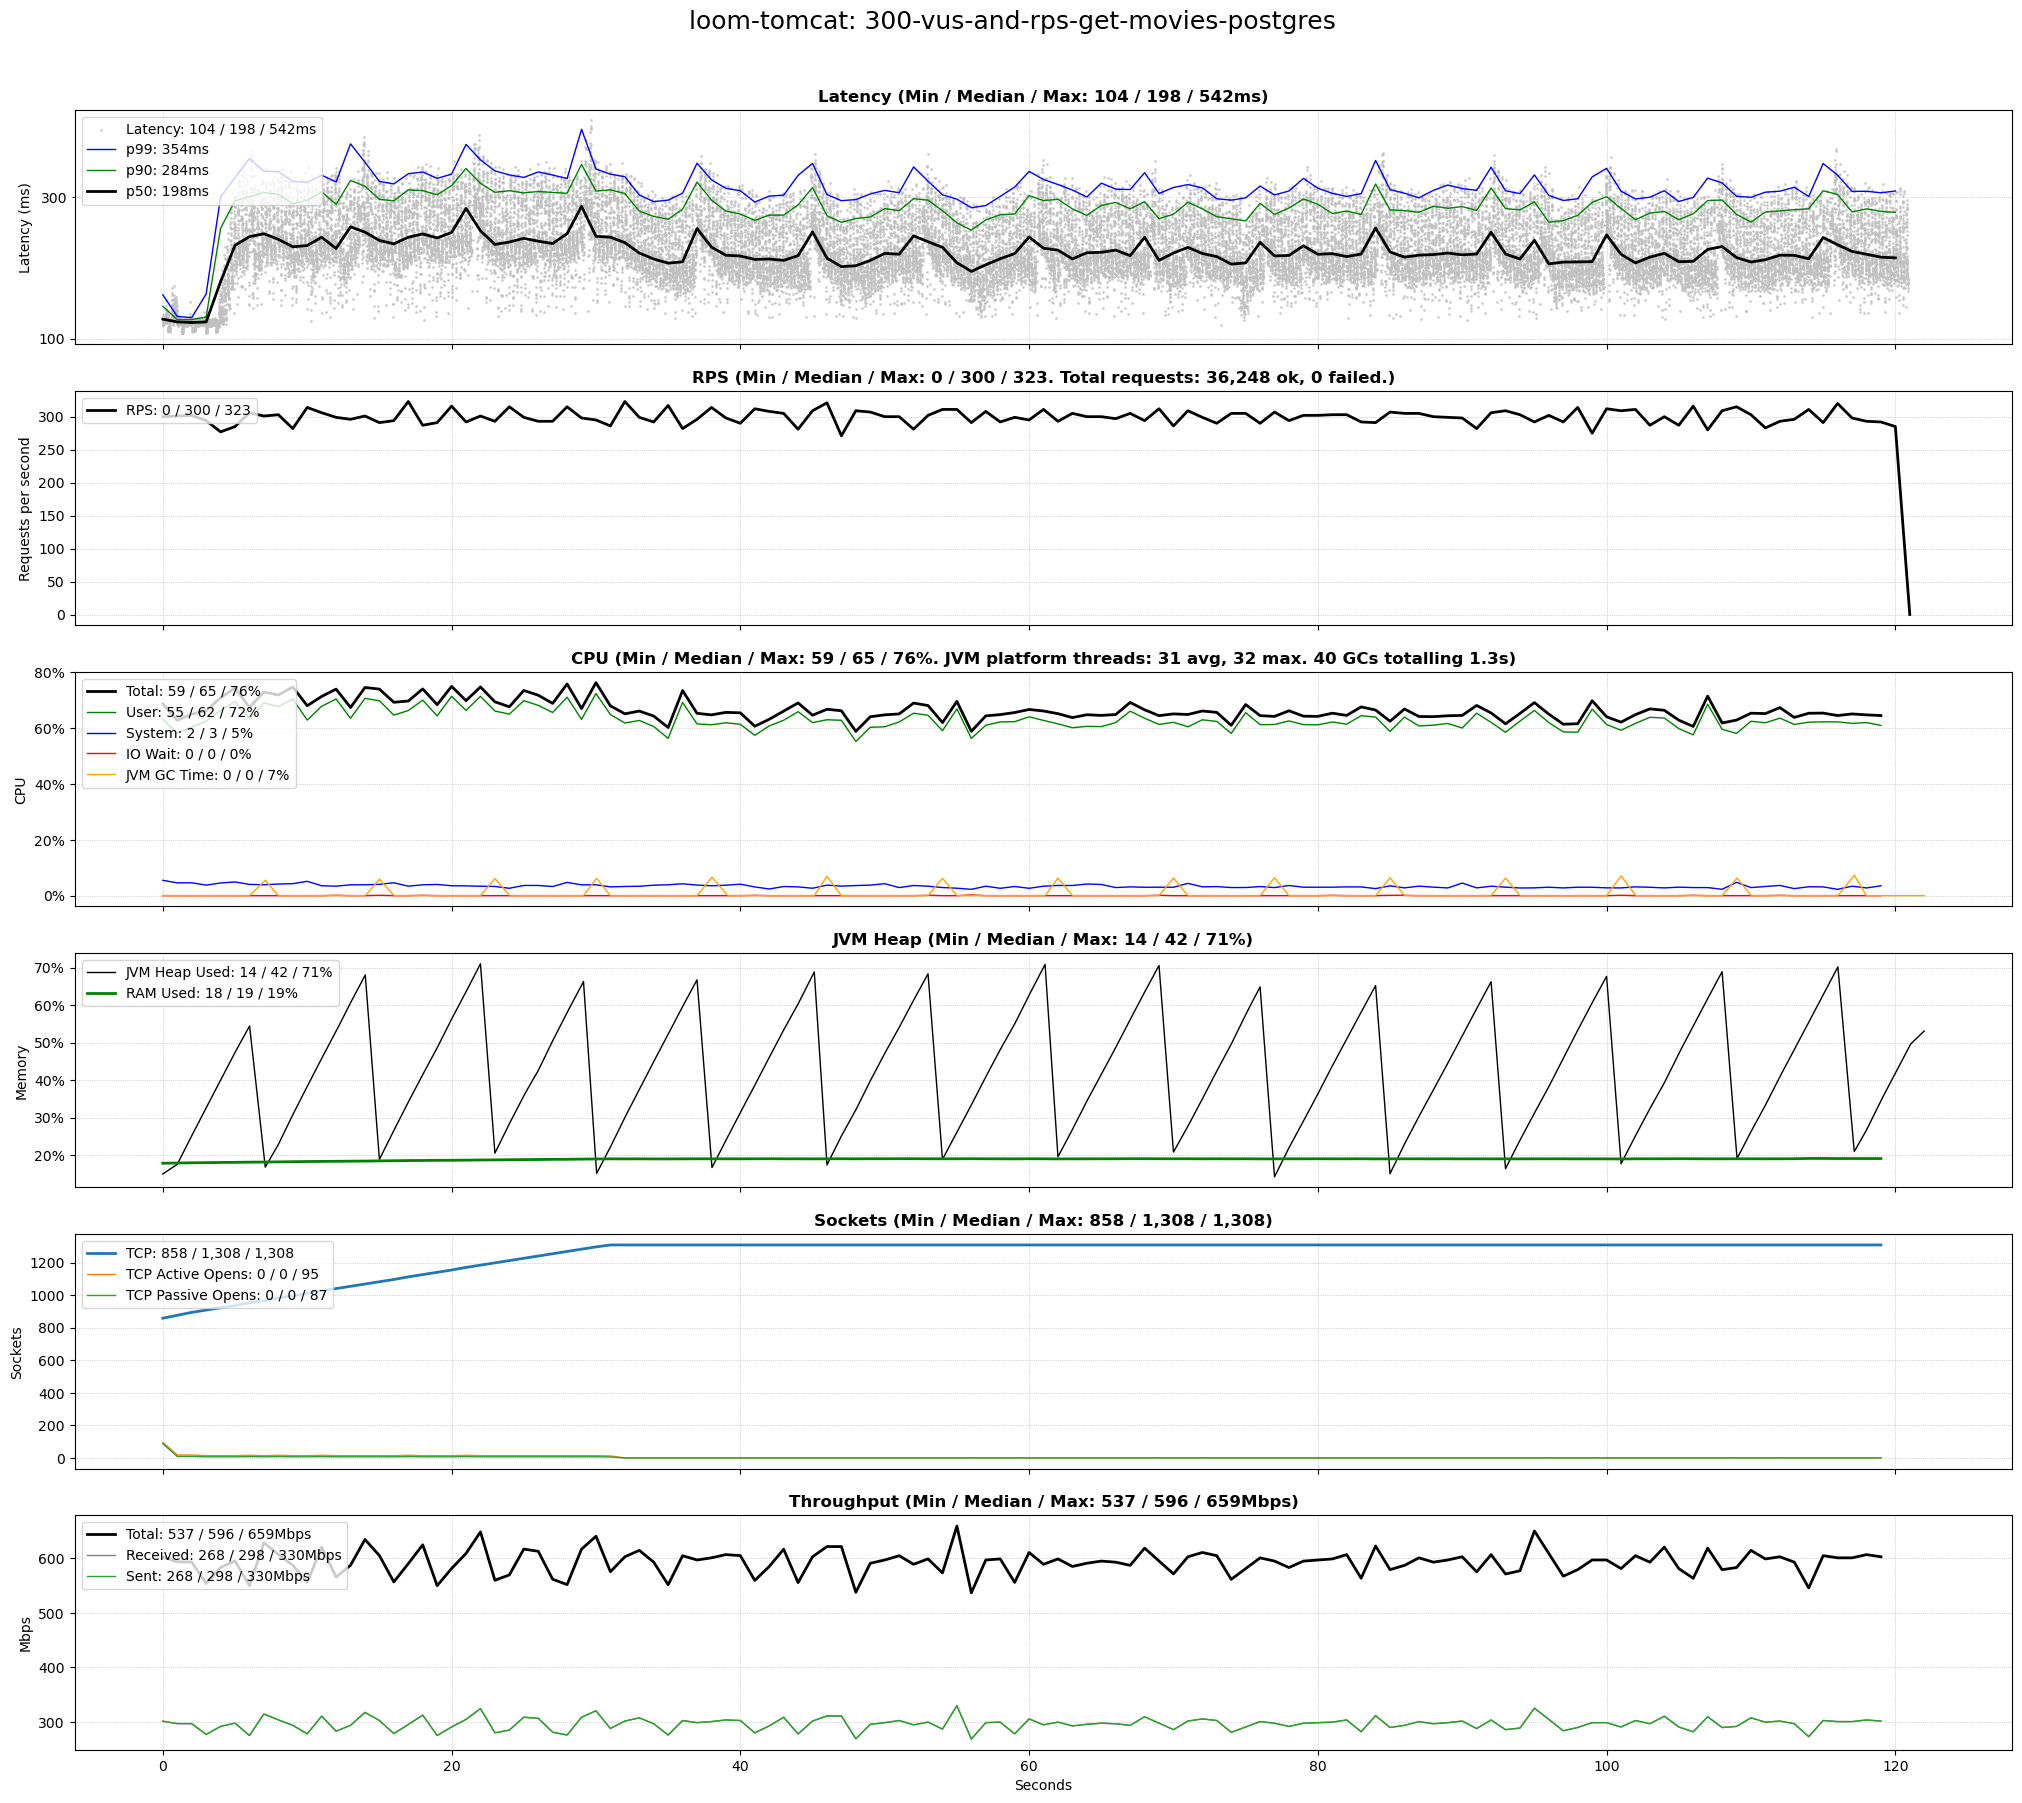 loom-tomcat: 300-vus-and-rps-get-movies-postgres
Latency (Min / Median / Max: 104 / 198 / 542ms)
Latency: 104 / 198 / 542ms
p99: 354ms
p90: 284ms
p50: 198ms
Latency (ms)
300
100
RPS (Min / Median / Max: 0 / 300 / 323. Total requests: 36,248 ok, 0 failed.)
RPS: 0 / 300 / 323
Requests per second
300
250
200
150
100
50
0
CPU (Min / Median / Max: 59 / 65 / 76%. JVM platform threads: 31 avg, 32 max. 40 GCs totalling 1.3s)
Total: 59 / 65 / 76%
User: 55 / 62 / 72%
System: 2 / 3 / 5%
IO Wait: 0 / 0 / 0%
JVM GC Time: 0 / 0 / 7%
CPU
80%
60%
40%
20%
0%
JVM Heap (Min / Median / Max: 14 / 42 / 71%)
JVM Heap Used: 14 / 42 / 71%
RAM Used: 18 / 19 / 19%
Memory
70%
60%
50%
40%
30%
20%
Sockets (Min / Median / Max: 858 / 1,308 / 1,308)
TCP: 858 / 1,308 / 1,308
TCP Active Opens: 0 / 0 / 95
TCP Passive Opens: 0 / 0 / 87
Sockets
1200
1000
800
600
400
200
0
Throughput (Min / Median / Max: 537 / 596 / 659Mbps)
Total: 537 / 596 / 659Mbps
Received: 268 / 298 / 330Mbps
Sent: 268 / 298 / 330Mbps
Mbps
600
500
400
300
0 20 40 60 80 100 120
Seconds